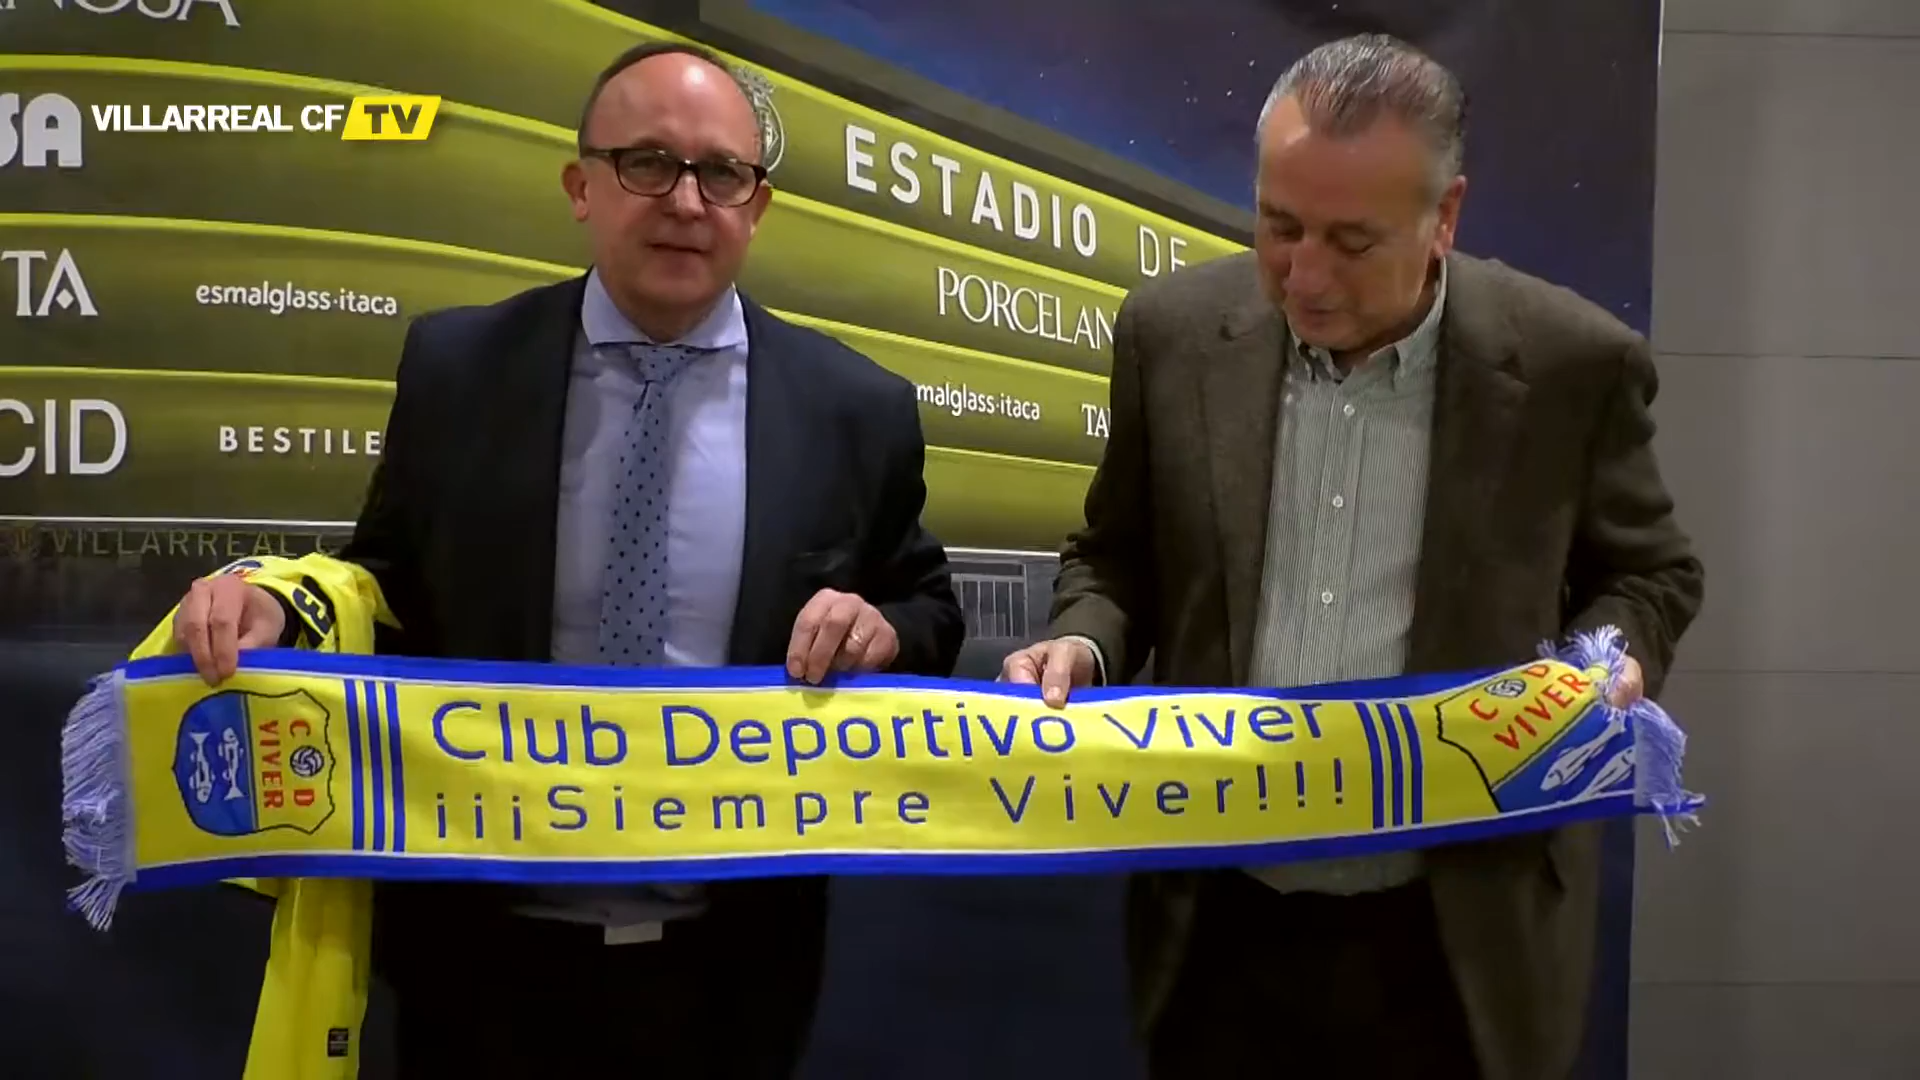 VILLARREAL CF TV
ESTADIO DE
PORCELAN
TA
esmalglass·itaca
malglass·itaca
TA
CID
BESTILE
VILLARREAL C
3
Club Deportivo Viver
¡¡¡Siempre Viver!!!
C D
VIVER
C D
VIVER